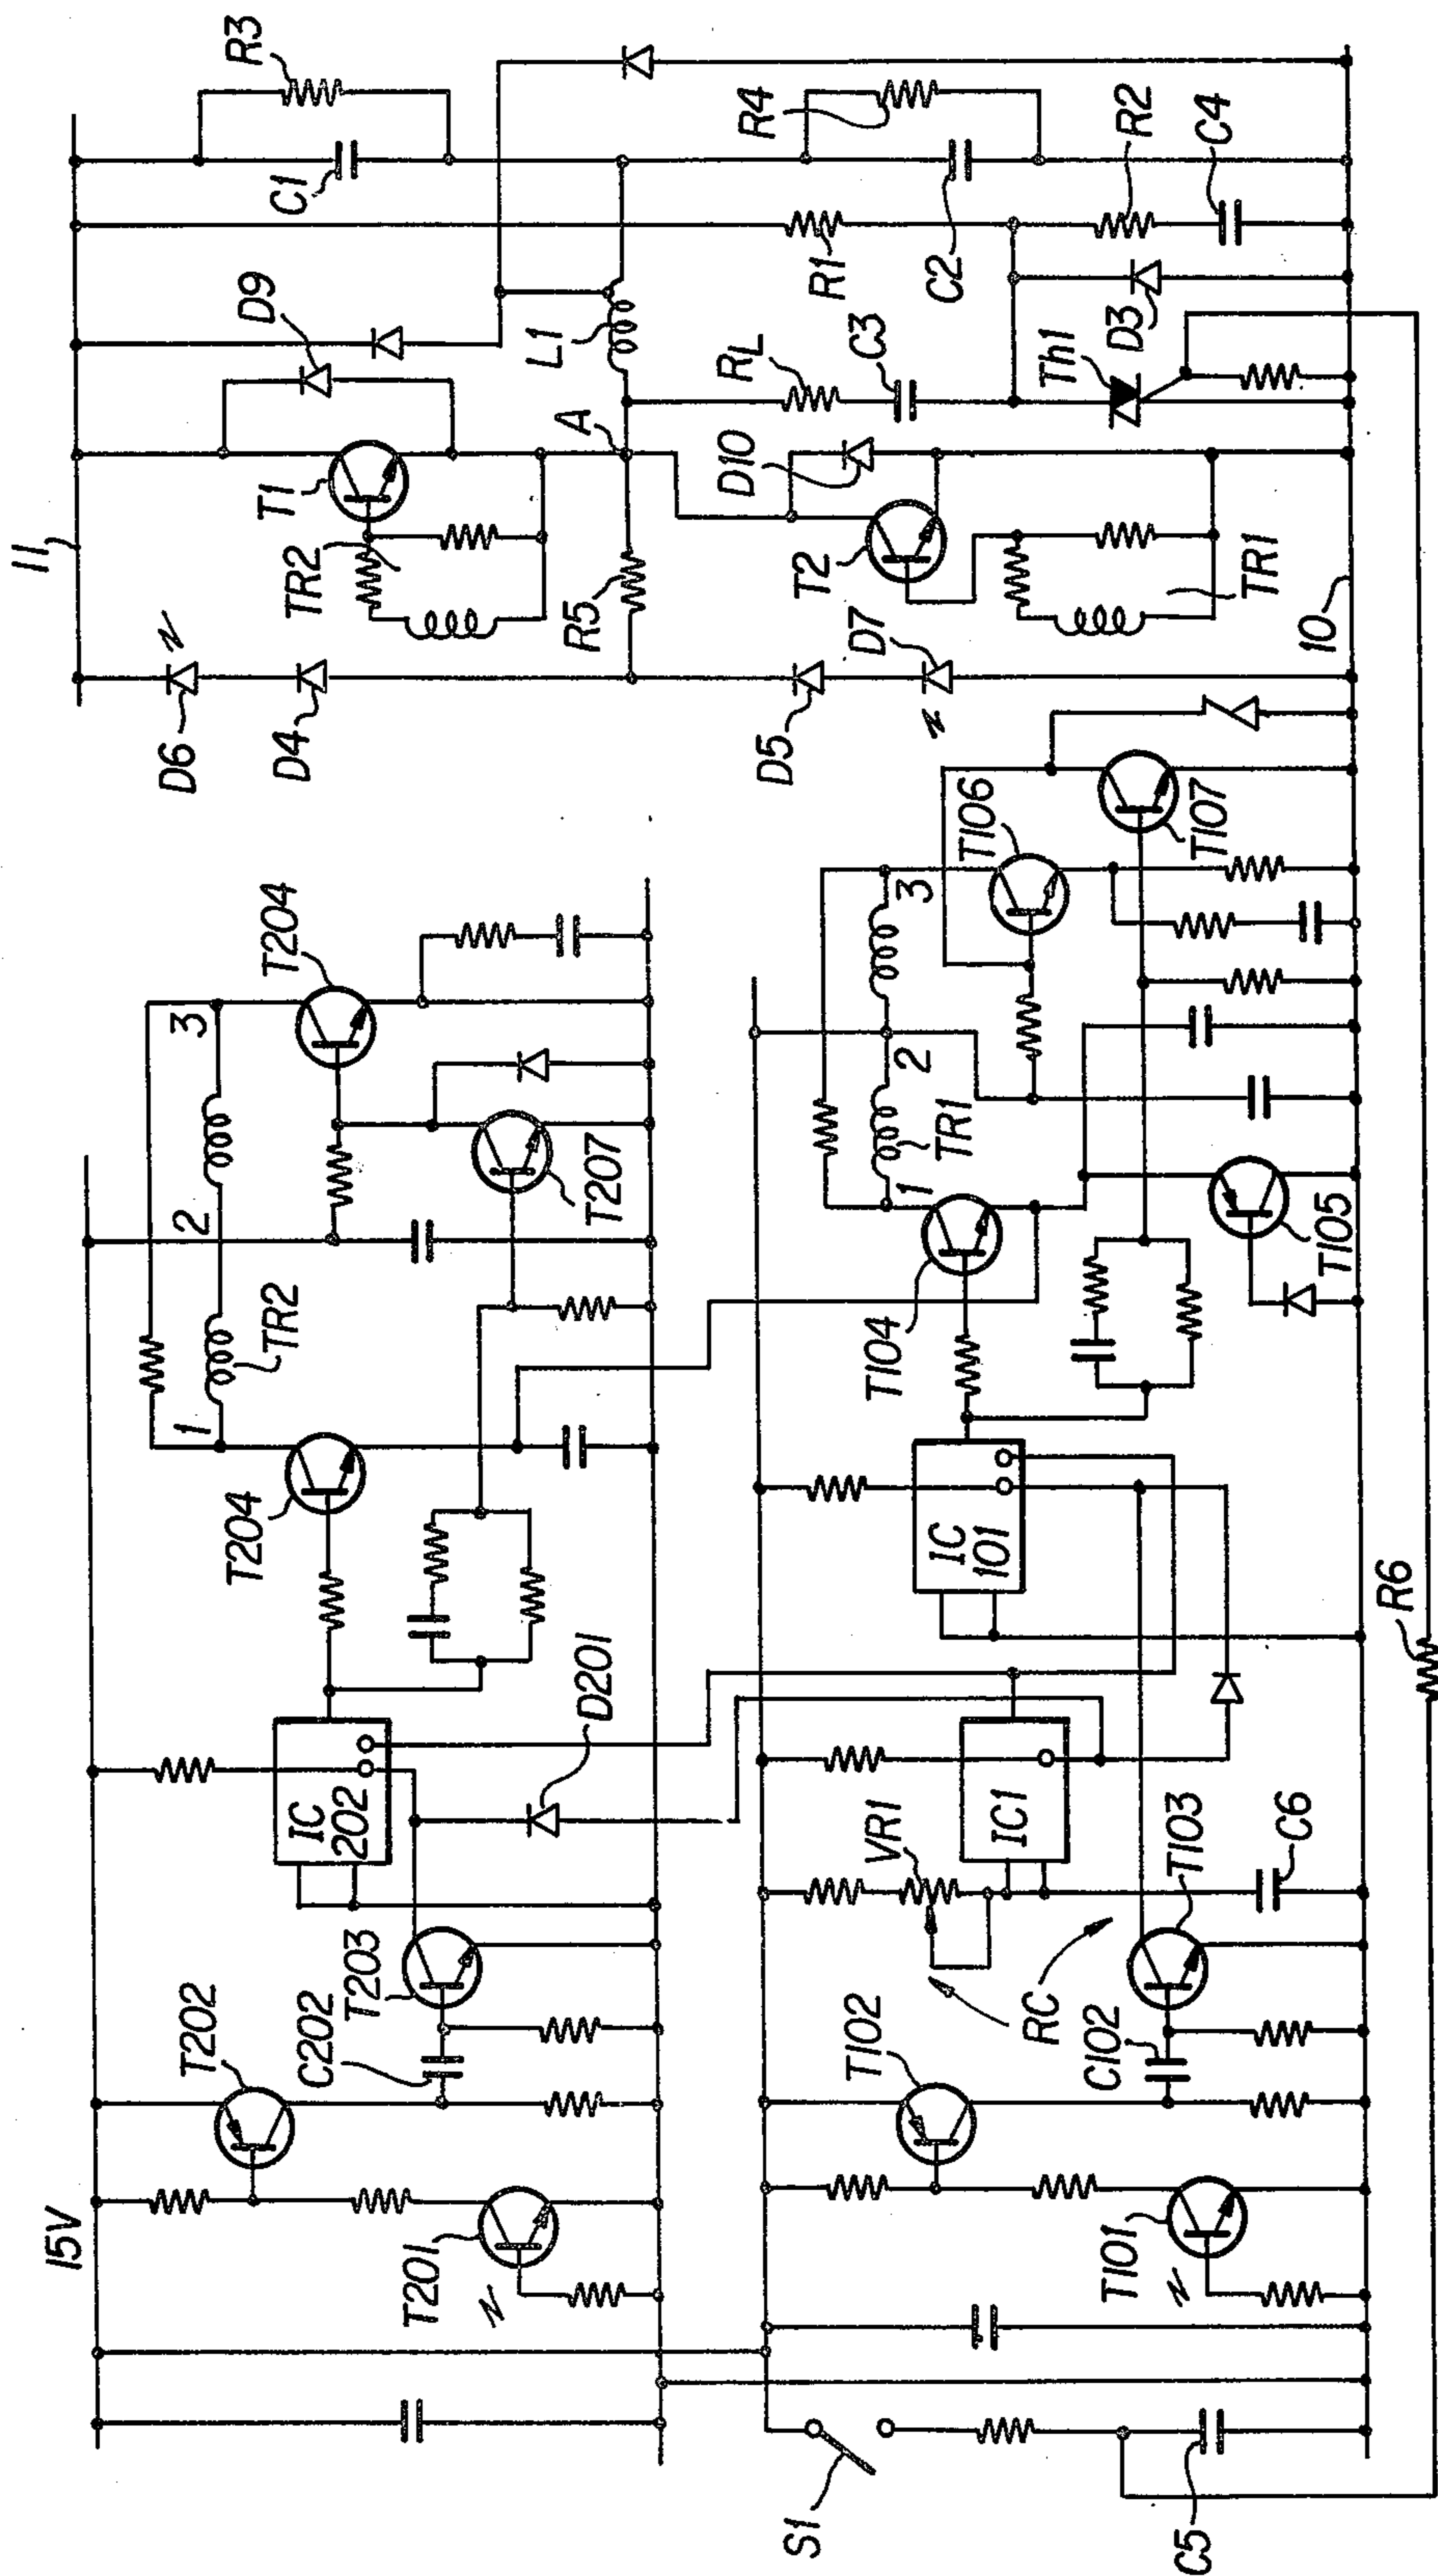 11
R3
D9
C1
T1
TR2
L1
A
R5
D6
D4
R4
R1
RL
C3
C2
R2
C4
D3
Th1
D10
T2
D7
D5
TR1
10
15V
T202
C202
T203
T201
IC
202
D201
T204
1
TR2
2
3
T204
T207
S1
C5
T102
RC
VR1
IC1
C102
T103
C6
T101
IC
101
T104
1
TR1
2
3
T106
T107
T105
R6